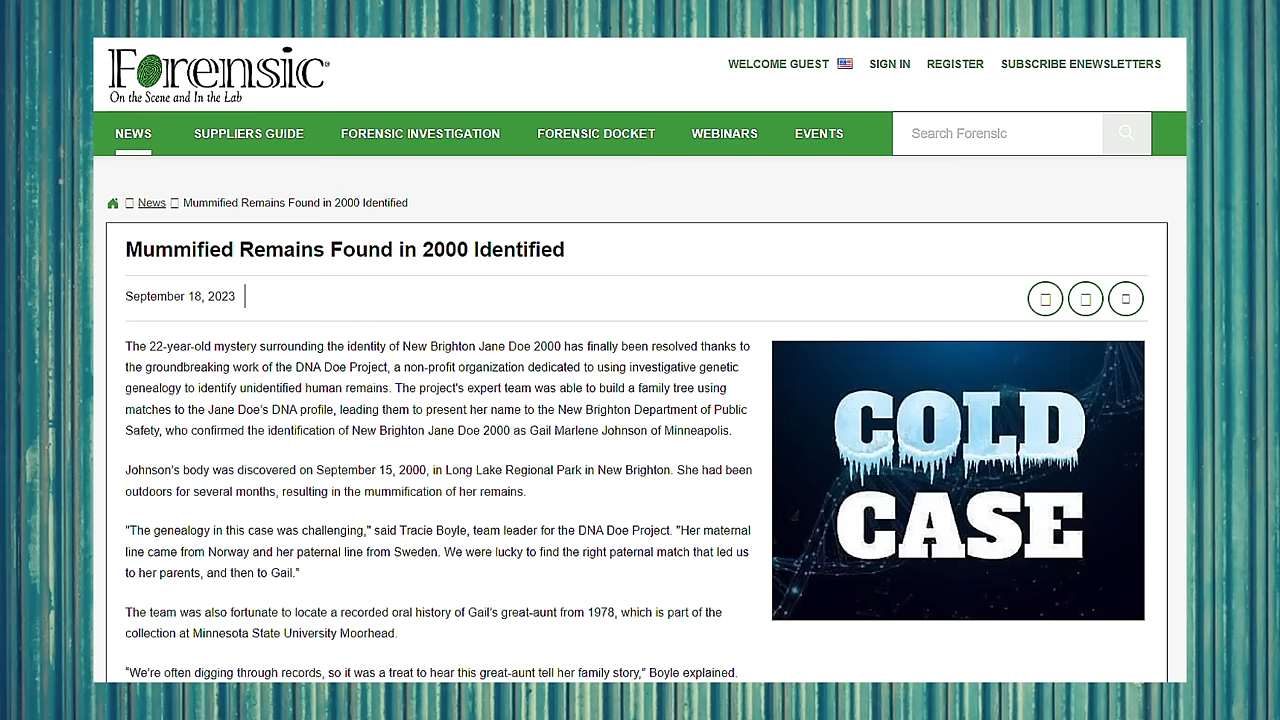 Forensic®
On the Scene and In the Lab
WELCOME GUEST SIGN IN REGISTER SUBSCRIBE ENEWSLETTERS
NEWS SUPPLIERS GUIDE FORENSIC INVESTIGATION FORENSIC DOCKET WEBINARS EVENTS Search Forensic
News Mummified Remains Found in 2000 Identified
Mummified Remains Found in 2000 Identified
September 18, 2023
The 22-year-old mystery surrounding the identity of New Brighton Jane Doe 2000 has finally been resolved thanks to
the groundbreaking work of the DNA Doe Project, a non-profit organization dedicated to using investigative genetic
genealogy to identify unidentified human remains. The project's expert team was able to build a family tree using
matches to the Jane Doe's DNA profile, leading them to present her name to the New Brighton Department of Public
Safety, who confirmed the identification of New Brighton Jane Doe 2000 as Gail Marlene Johnson of Minneapolis.
Johnson's body was discovered on September 15, 2000, in Long Lake Regional Park in New Brighton. She had been
outdoors for several months, resulting in the mummification of her remains.
"The genealogy in this case was challenging," said Tracie Boyle, team leader for the DNA Doe Project. "Her maternal
line came from Norway and her paternal line from Sweden. We were lucky to find the right paternal match that led us
to her parents, and then to Gail."
The team was also fortunate to locate a recorded oral history of Gail's great-aunt from 1978, which is part of the
collection at Minnesota State University Moorhead.
"We're often digging through records, so it was a treat to hear this great-aunt tell her family story," Boyle explained.
COLD
CASE